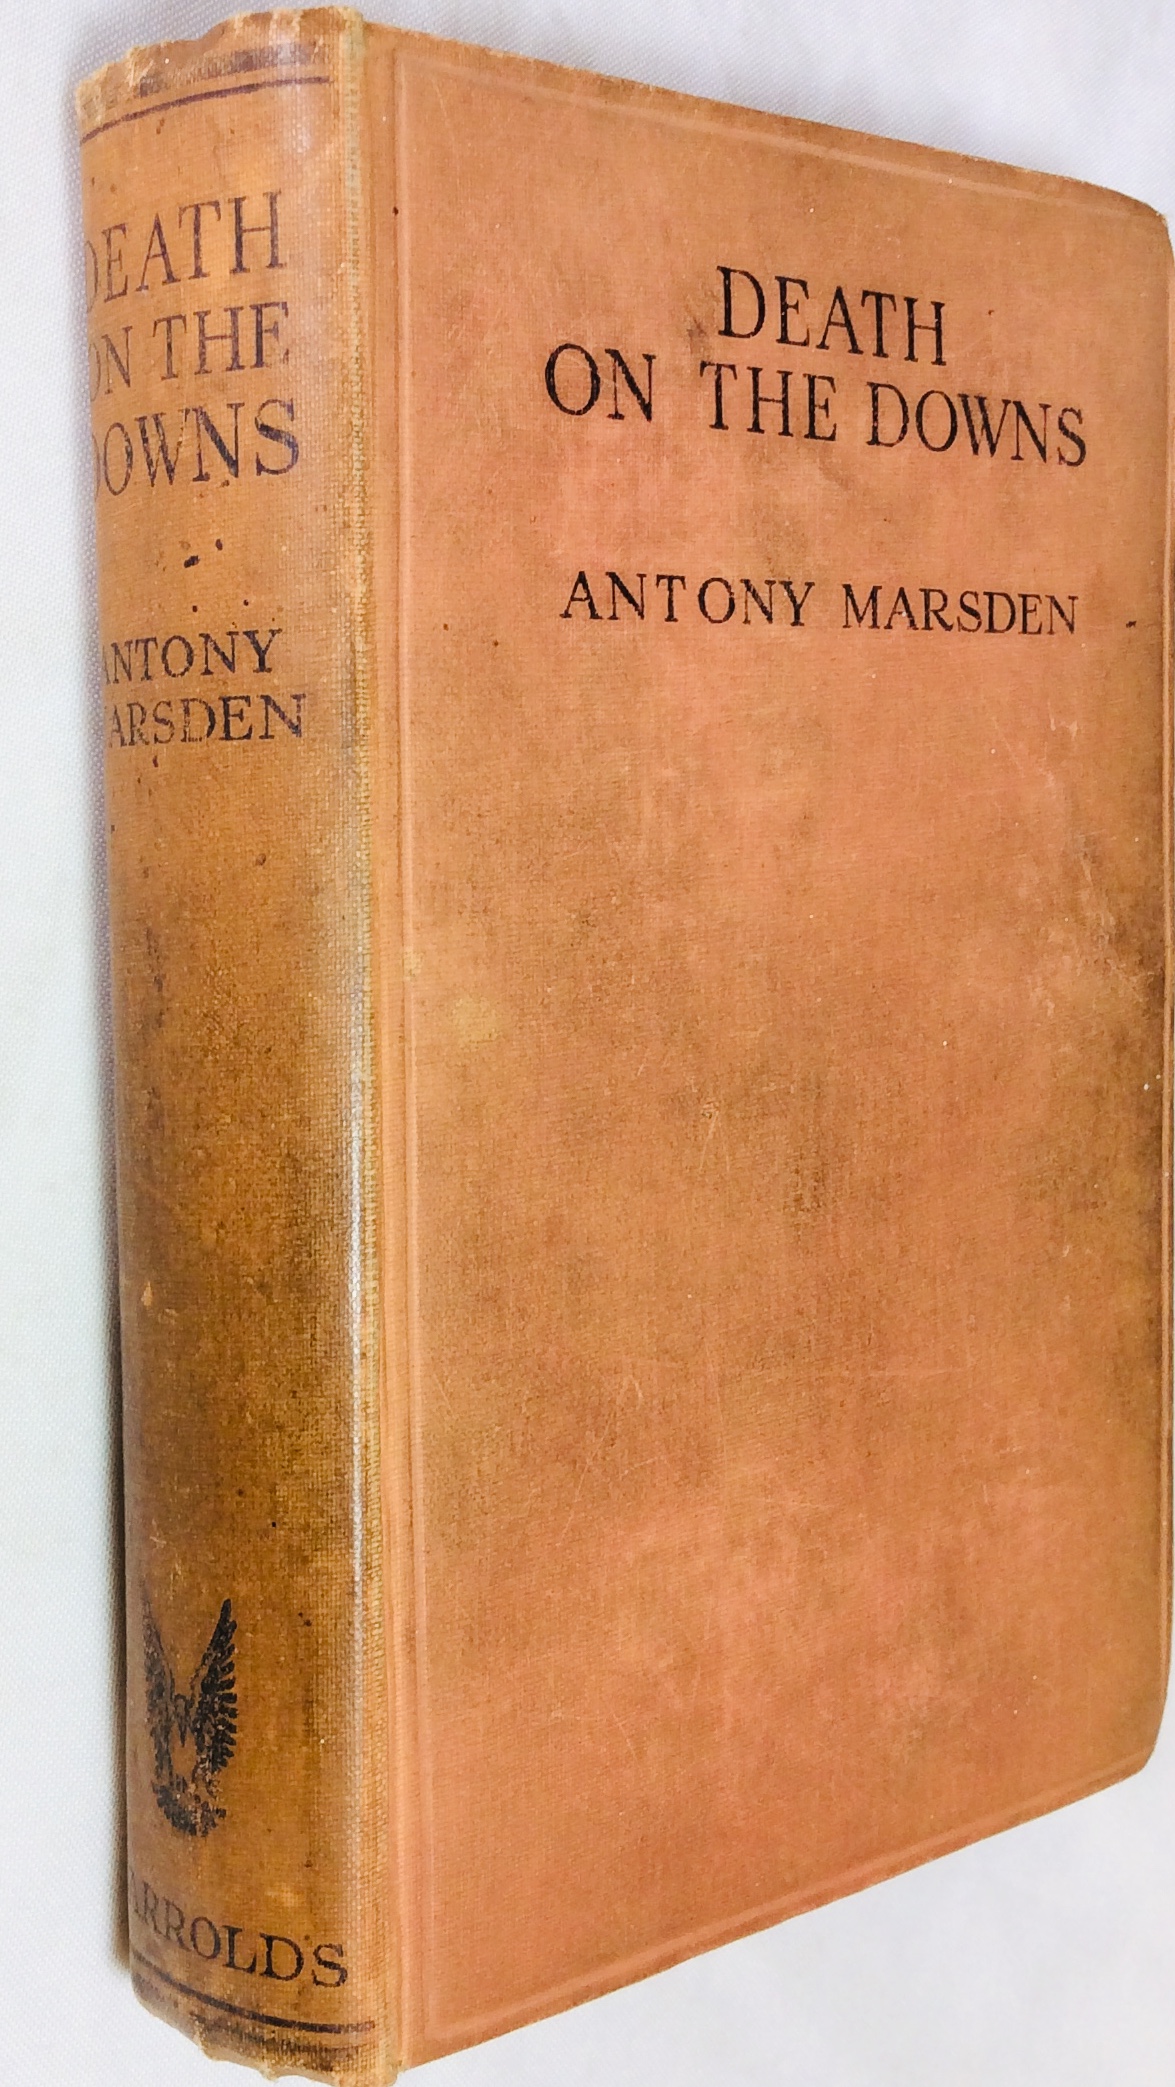 DEATH
ON THE
DOWNS
ANTONY
MARSDEN
JARROLDS
DEATH
ON THE DOWNS
ANTONY MARSDEN